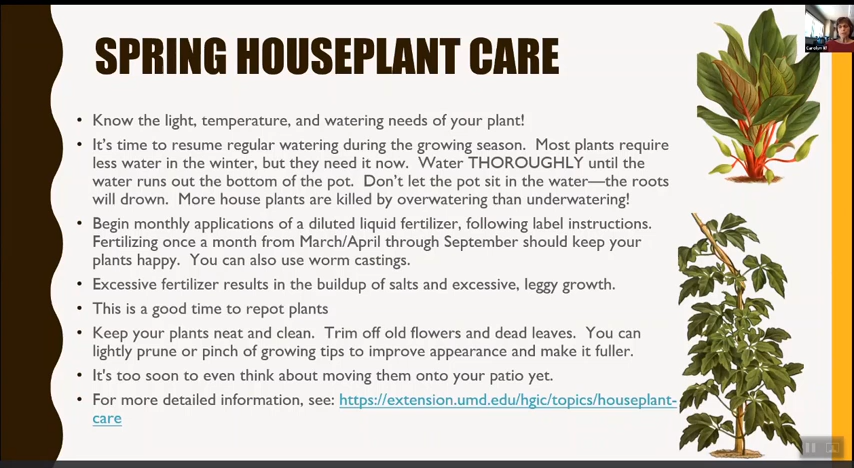 SPRING HOUSEPLANT CARE
• Know the light, temperature, and watering needs of your plant!
• It's time to resume regular watering during the growing season. Most plants require
less water in the winter, but they need it now. Water THOROUGHLY until the
water runs out the bottom of the pot. Don't let the pot sit in the water—the roots
will drown. More house plants are killed by overwatering than underwatering!
• Begin monthly applications of a diluted liquid fertilizer, following label instructions.
Fertilizing once a month from March/April through September should keep your
plants happy. You can also use worm castings.
• Excessive fertilizer results in the buildup of salts and excessive, leggy growth.
• This is a good time to repot plants
• Keep your plants neat and clean. Trim off old flowers and dead leaves. You can
lightly prune or pinch of growing tips to improve appearance and make it fuller.
• It's too soon to even think about moving them onto your patio yet.
• For more detailed information, see: https://extension.umd.edu/hgic/topics/houseplant-
care
Carolyn W